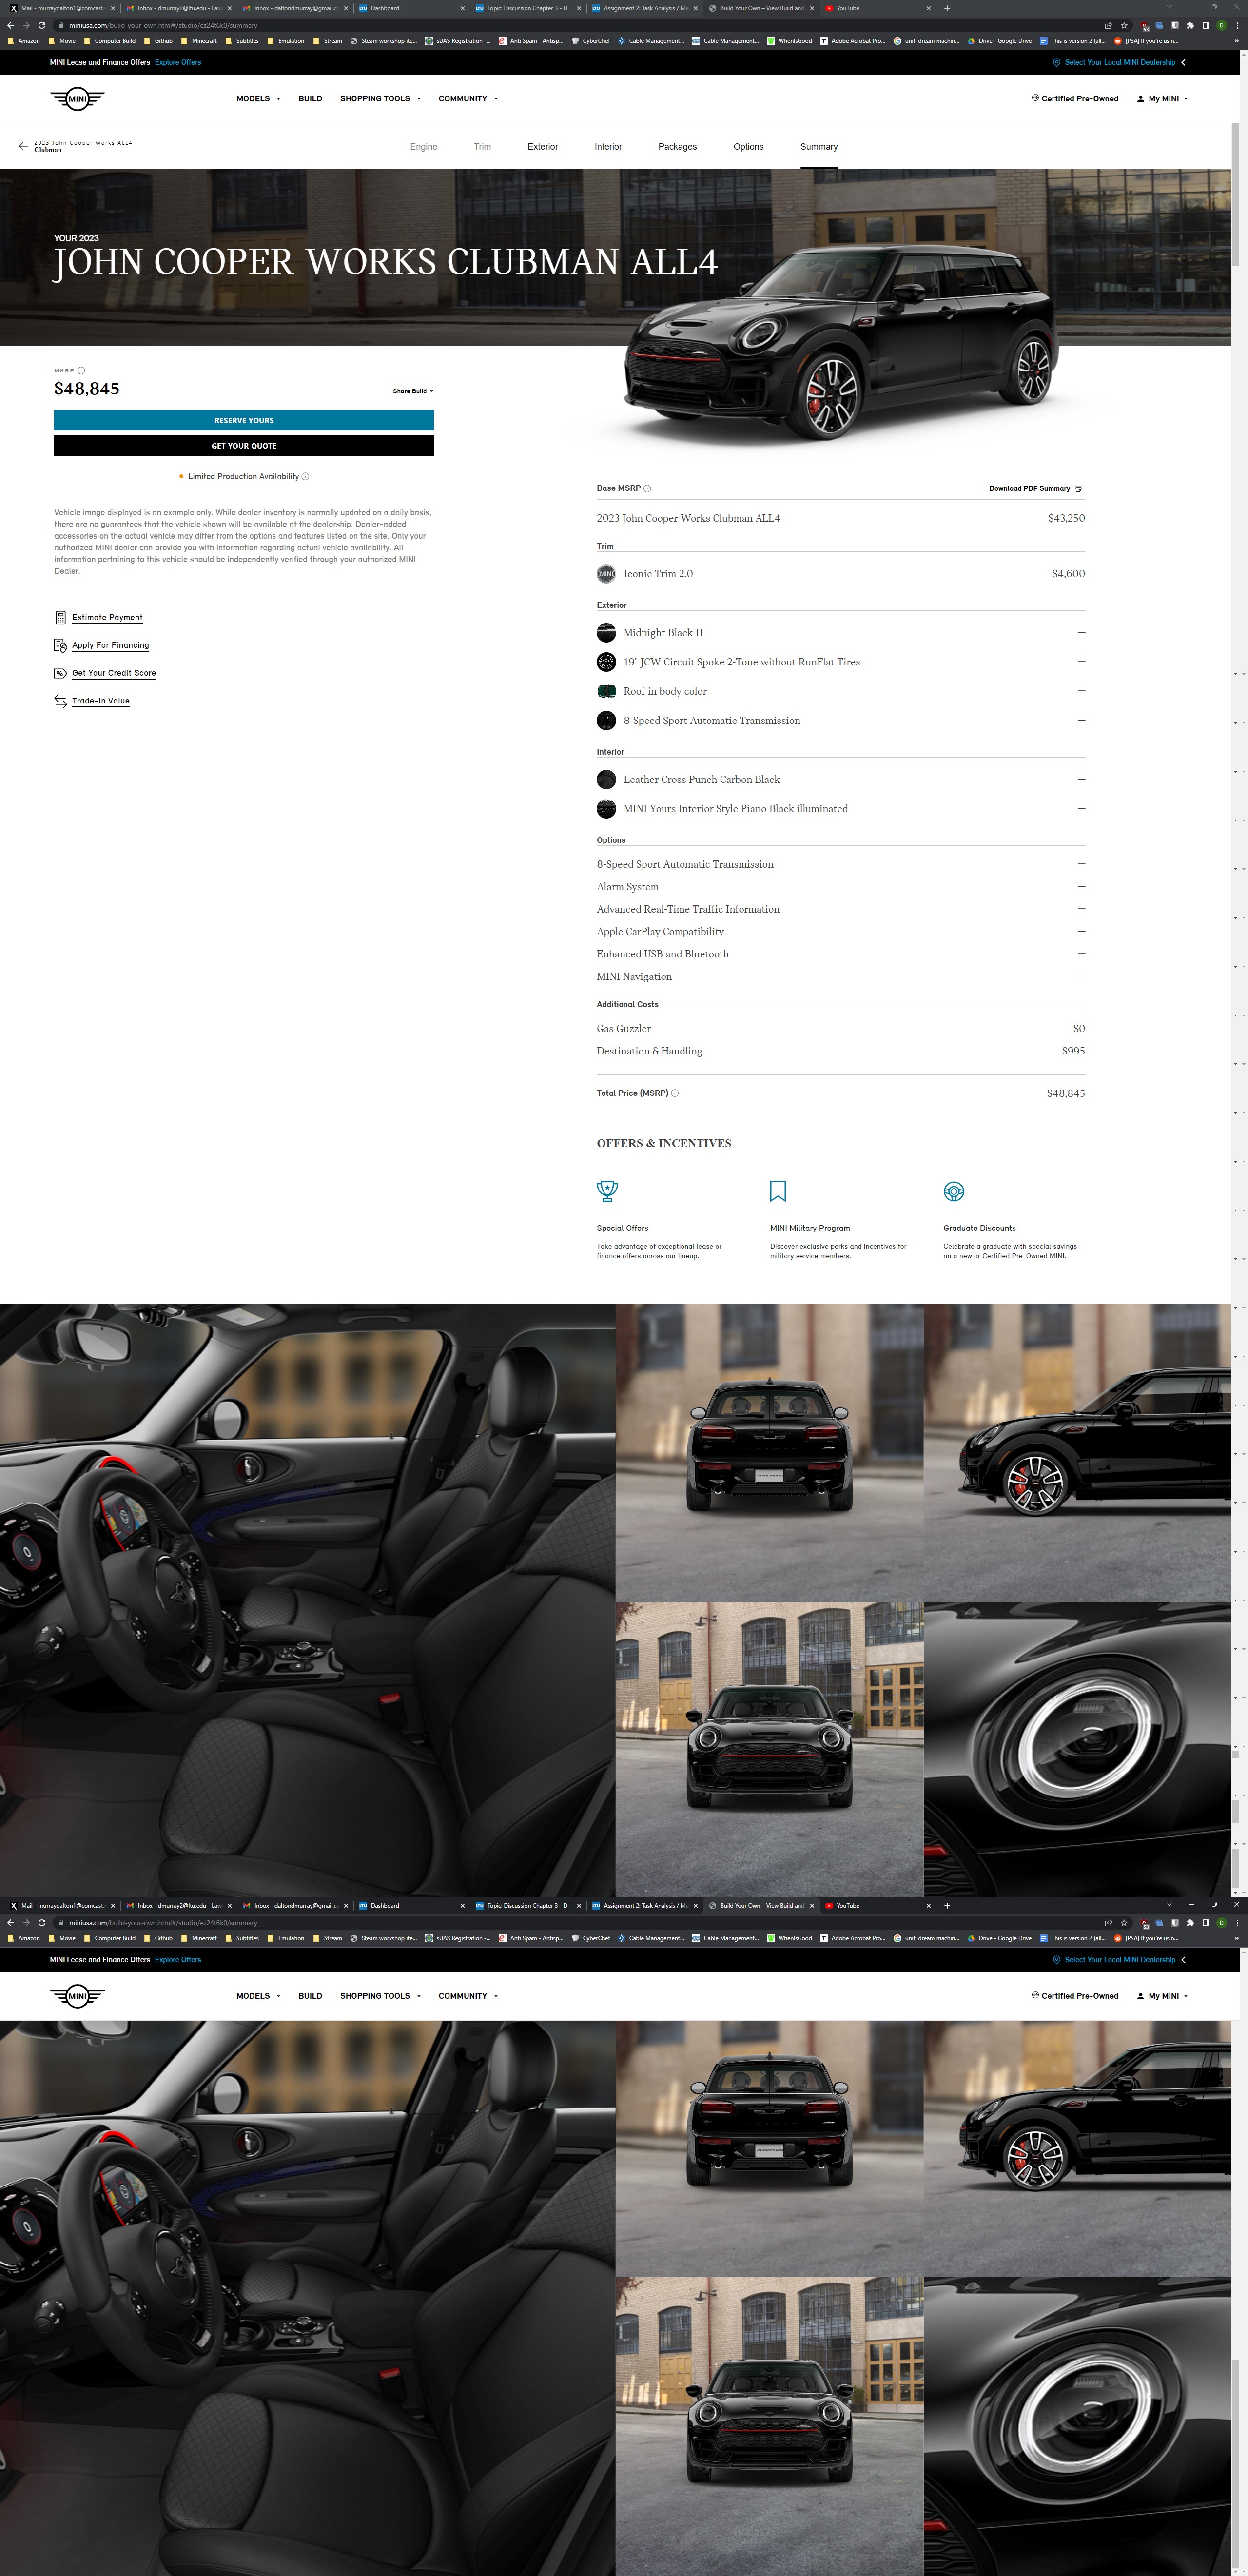 Mail - murraydalton1@comcast.
Inbox - dmurray2@ltu.edu - Law
Inbox - daltondmurray@gmail.c
Dashboard
Topic: Discussion Chapter 3 - D
Assignment 2: Task Analysis / Me
Build Your Own – View Build and
YouTube
miniusa.com/build-your-own.html#/studio/ez24t6k0/summary
Amazon Movie Computer Build Github Minecraft Subtitles Emulation Stream Steam workshop ite... sUAS Registration -... Anti Spam - Antisp... CyberChef Cable Management... Cable Management... WhenIsGood Adobe Acrobat Pro... unifi dream machin... Drive - Google Drive This is version 2 (all... [PSA] If you're usin...
MINI Lease and Finance Offers Explore Offers
Select Your Local MINI Dealership
MINI
MODELS BUILD SHOPPING TOOLS COMMUNITY
Certified Pre-Owned My MINI
2023 John Cooper Works ALL4
Clubman
Engine Trim Exterior Interior Packages Options Summary
YOUR 2023
JOHN COOPER WORKS CLUBMAN ALL4
MSRP
$48,845
Share Build
RESERVE YOURS
GET YOUR QUOTE
Limited Production Availability
Vehicle image displayed is an example only. While dealer inventory is normally updated on a daily basis,
there are no guarantees that the vehicle shown will be available at the dealership. Dealer-added
accessories on the actual vehicle may differ from the options and features listed on the site. Only your
authorized MINI dealer can provide you with information regarding actual vehicle availability. All
information pertaining to this vehicle should be independently verified through your authorized MINI
Dealer.
Estimate Payment
Apply For Financing
Get Your Credit Score
Trade-In Value
Base MSRP
Download PDF Summary
2023 John Cooper Works Clubman ALL4 $43,250
Trim
Iconic Trim 2.0 $4,600
Exterior
Midnight Black II —
19" JCW Circuit Spoke 2-Tone without RunFlat Tires —
Roof in body color —
8-Speed Sport Automatic Transmission —
Interior
Leather Cross Punch Carbon Black —
MINI Yours Interior Style Piano Black illuminated —
Options
8-Speed Sport Automatic Transmission —
Alarm System —
Advanced Real-Time Traffic Information —
Apple CarPlay Compatibility —
Enhanced USB and Bluetooth —
MINI Navigation —
Additional Costs
Gas Guzzler $0
Destination & Handling $995
Total Price (MSRP) $48,845
OFFERS & INCENTIVES
Special Offers
Take advantage of exceptional lease or
finance offers across our lineup.
MINI Military Program
Discover exclusive perks and incentives for
military service members.
Graduate Discounts
Celebrate a graduate with special savings
on a new or Certified Pre-Owned MINI.
0
Mail - murraydalton1@comcast.
Inbox - dmurray2@ltu.edu - Law
Inbox - daltondmurray@gmail.c
Dashboard
Topic: Discussion Chapter 3 - D
Assignment 2: Task Analysis / Me
Build Your Own – View Build and
YouTube
miniusa.com/build-your-own.html#/studio/ez24t6k0/summary
Amazon Movie Computer Build Github Minecraft Subtitles Emulation Stream Steam workshop ite... sUAS Registration -... Anti Spam - Antisp... CyberChef Cable Management... Cable Management... WhenIsGood Adobe Acrobat Pro... unifi dream machin... Drive - Google Drive This is version 2 (all... [PSA] If you're usin...
MINI Lease and Finance Offers Explore Offers
Select Your Local MINI Dealership
MINI
MODELS BUILD SHOPPING TOOLS COMMUNITY
Certified Pre-Owned My MINI
0